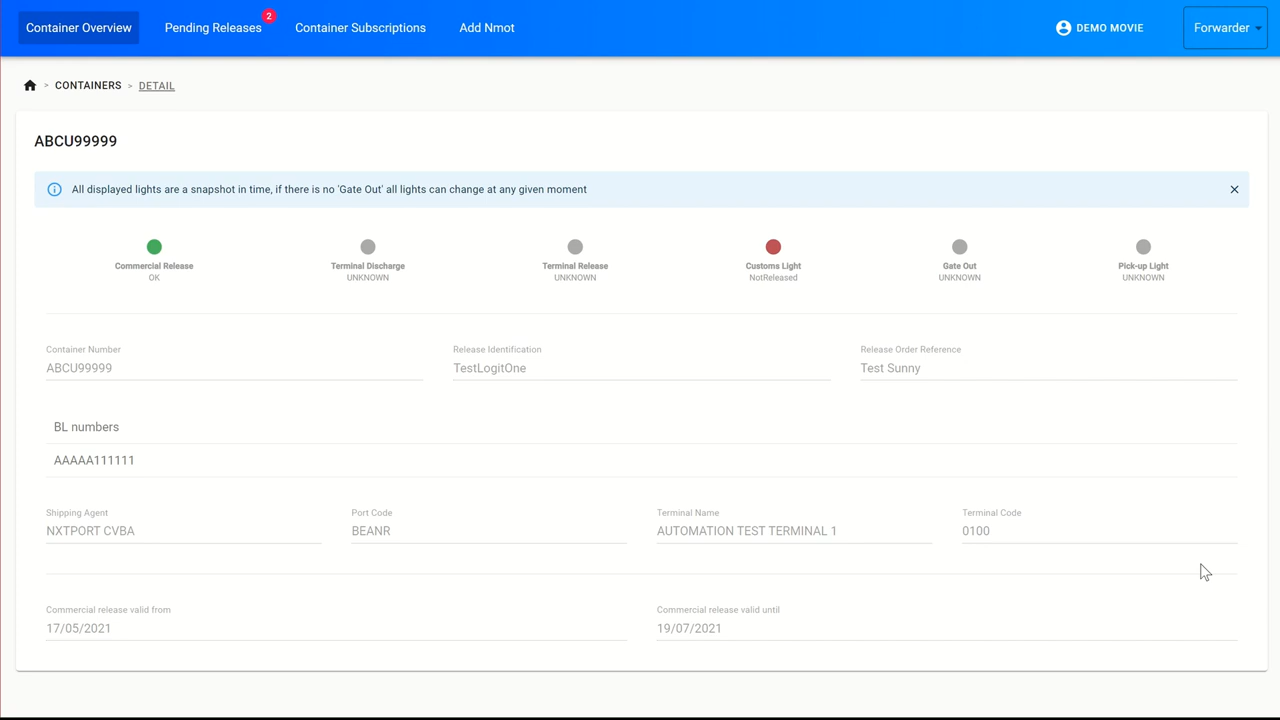 Container Overview
Pending Releases
2
Container Subscriptions
Add Nmot
DEMO MOVIE
Forwarder
> CONTAINERS > DETAIL
ABCU99999
All displayed lights are a snapshot in time, if there is no 'Gate Out' all lights can change at any given moment
Commercial Release
OK
Terminal Discharge
UNKNOWN
Terminal Release
UNKNOWN
Customs Light
NotReleased
Gate Out
UNKNOWN
Pick-up Light
UNKNOWN
Container Number
ABCU99999
Release Identification
TestLogitOne
Release Order Reference
Test Sunny
BL numbers
AAAAA111111
Shipping Agent
NXTPORT CVBA
Port Code
BEANR
Terminal Name
AUTOMATION TEST TERMINAL 1
Terminal Code
0100
Commercial release valid from
17/05/2021
Commercial release valid until
19/07/2021